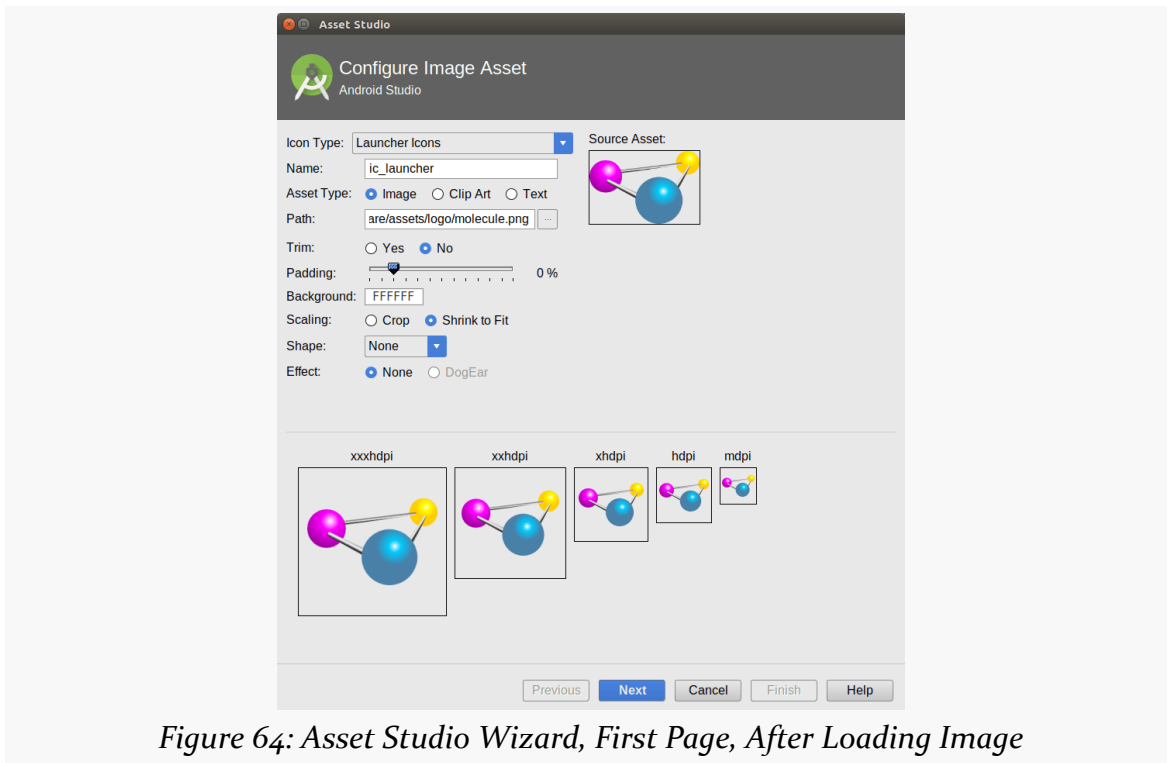 Asset Studio
Configure Image Asset
Android Studio
Icon Type: Launcher Icons
Source Asset:
Name: ic_launcher
Asset Type: Image Clip Art Text
Path: are/assets/logo/molecule.png ...
Trim: Yes No
Padding: 0 %
Background: FFFFFF
Scaling: Crop Shrink to Fit
Shape: None
Effect: None DogEar
xxxhdpi xxhdpi xhdpi hdpi mdpi
Previous Next Cancel Finish Help
Figure 64: Asset Studio Wizard, First Page, After Loading Image